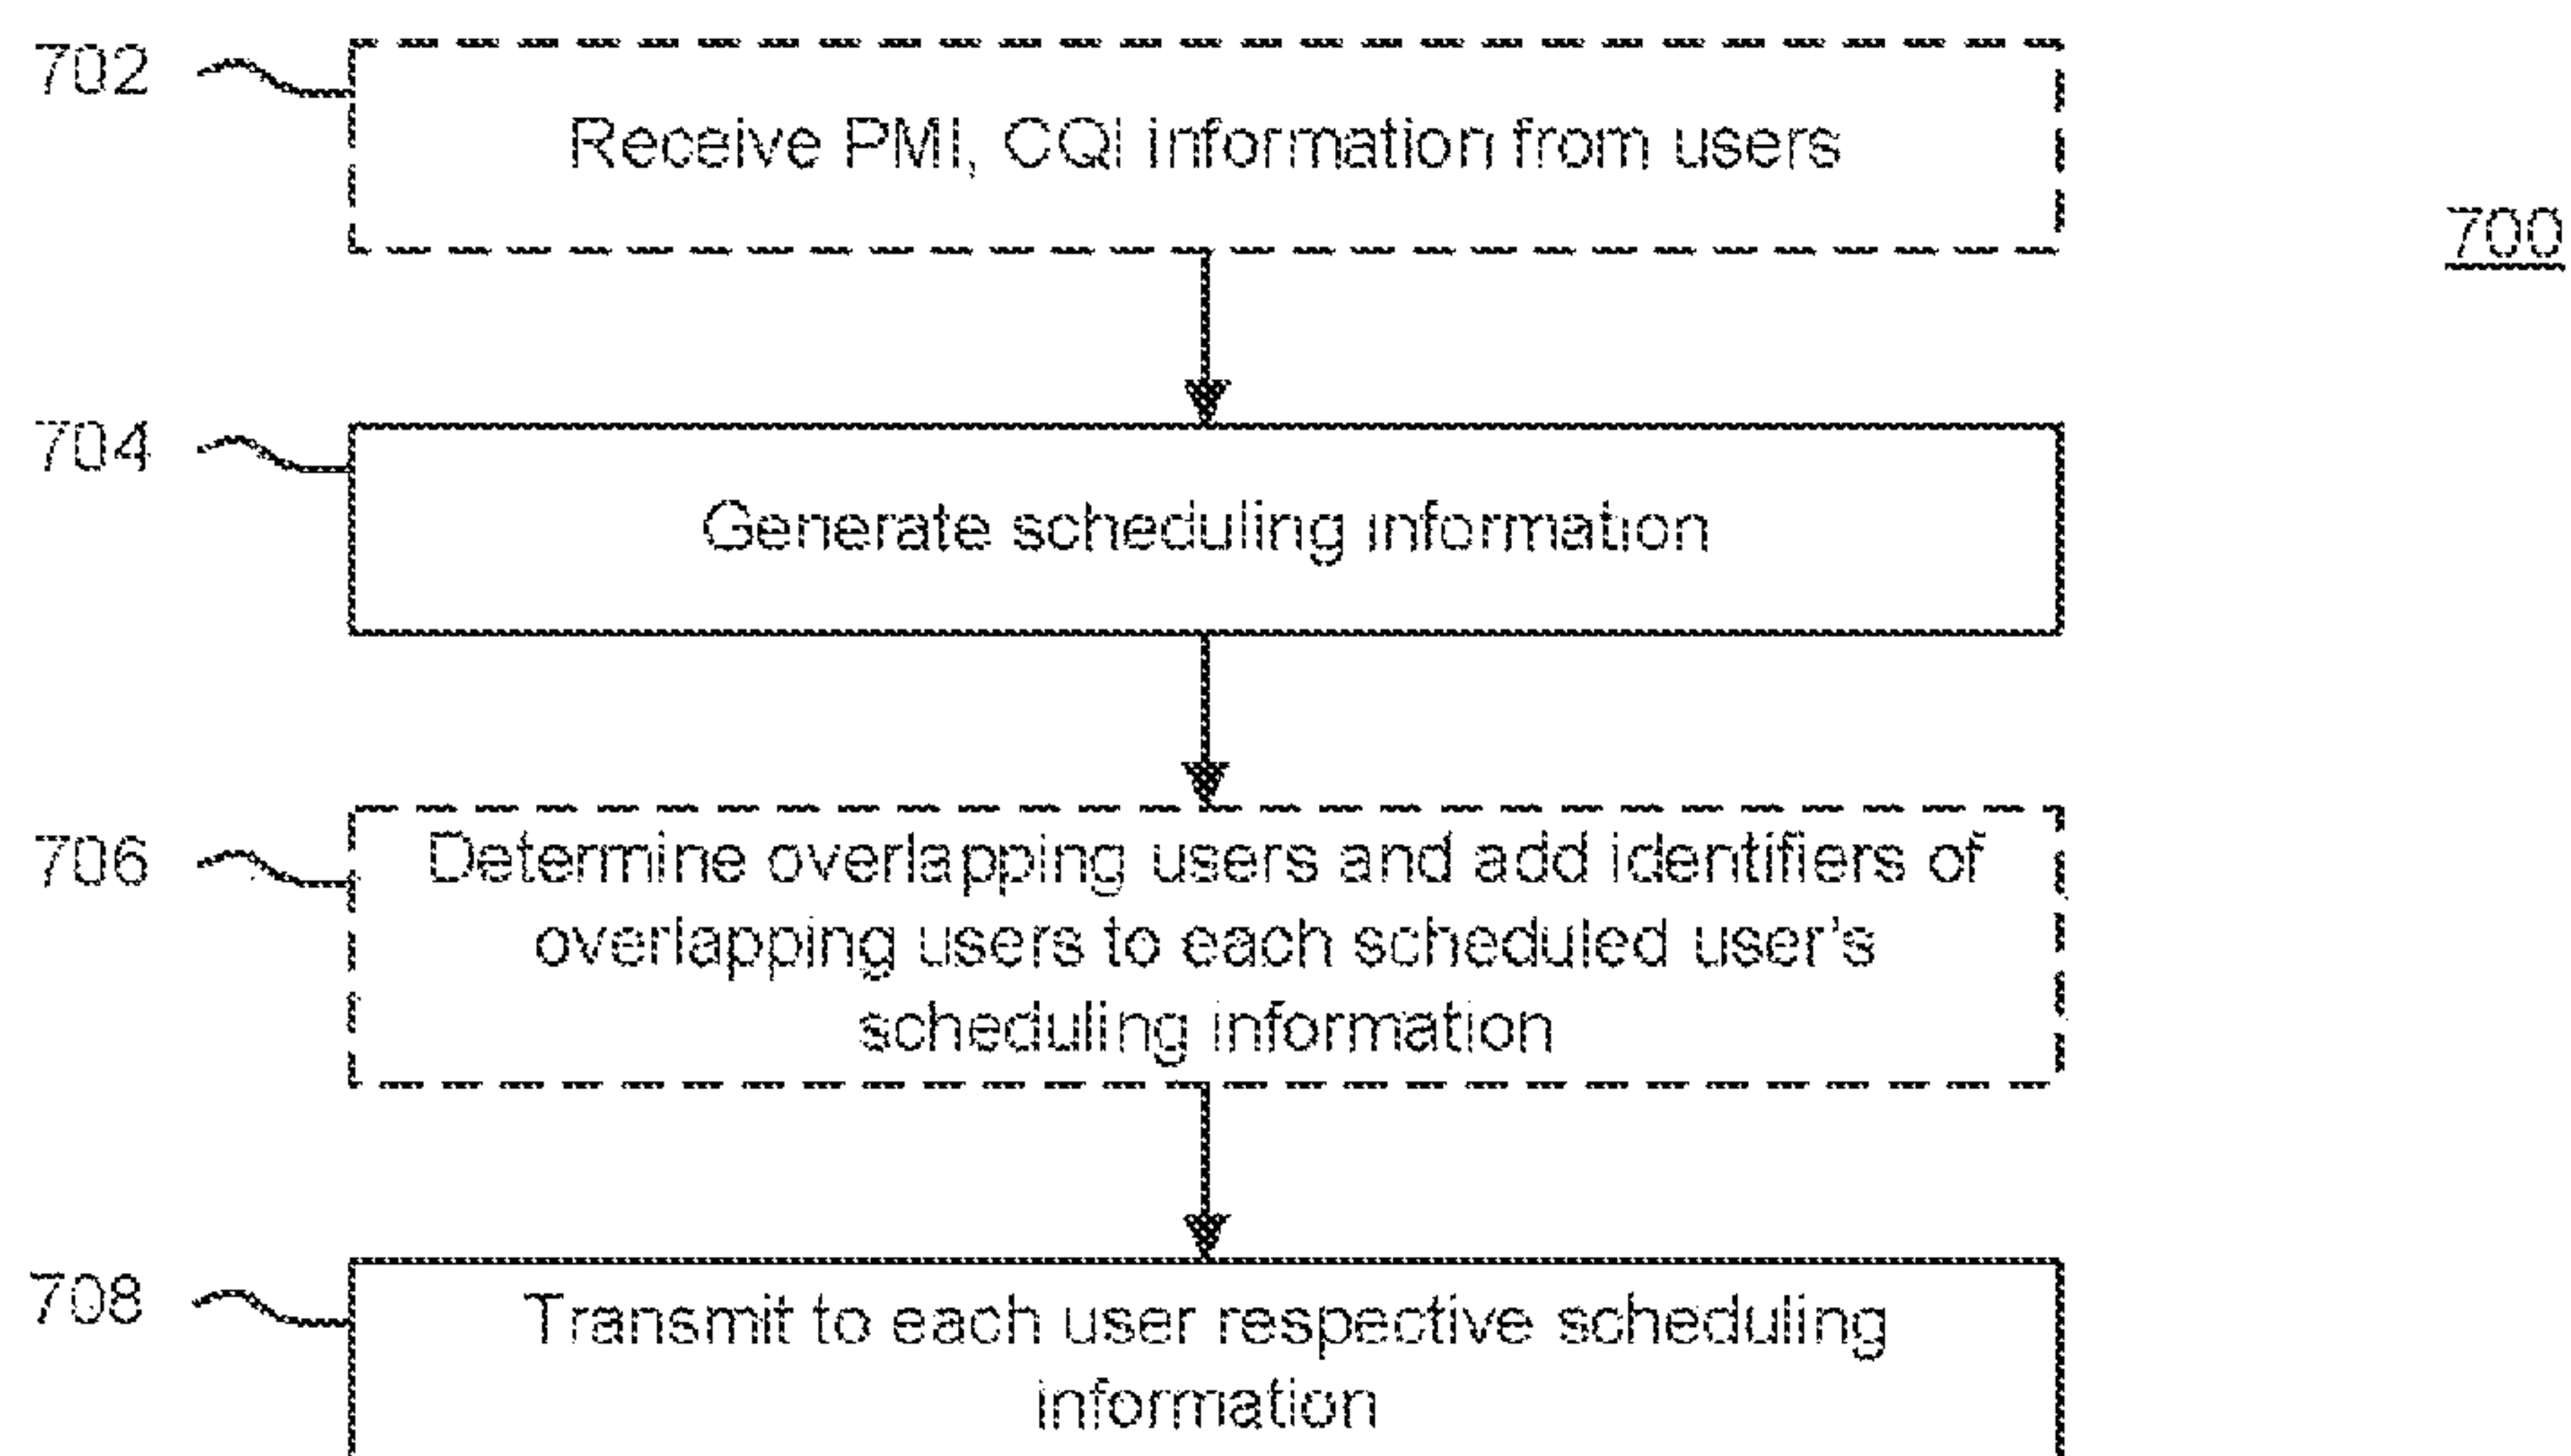 702
Receive PMI, CQI information from users
700
704
Generate scheduling information
706
Determine overlapping users and add identifiers of
overlapping users to each scheduled user's
scheduling information
708
Transmit to each user respective scheduling
information